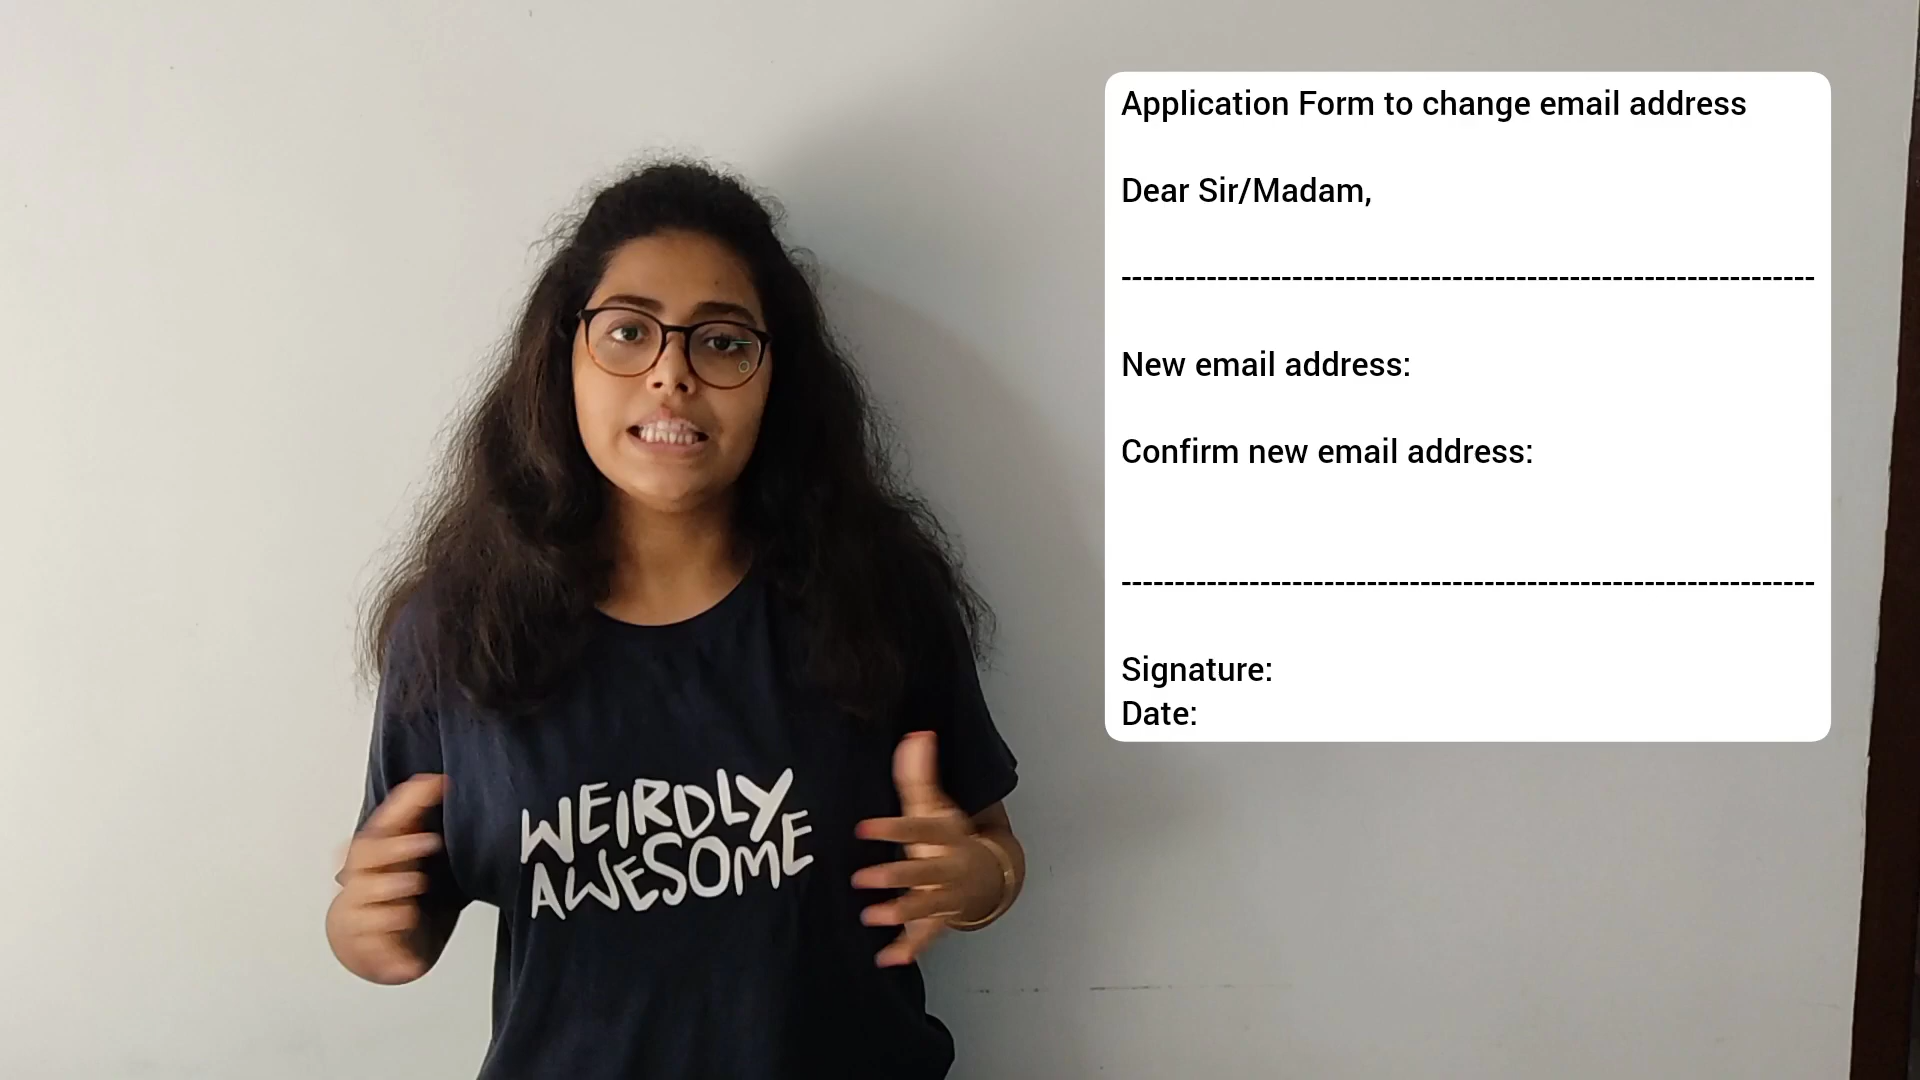 Application Form to change email address
Dear Sir/Madam,
-----------------------------------------------------------------
New email address:
Confirm new email address:
-----------------------------------------------------------------
Signature:
Date:
WEIRDLY
AWESOME